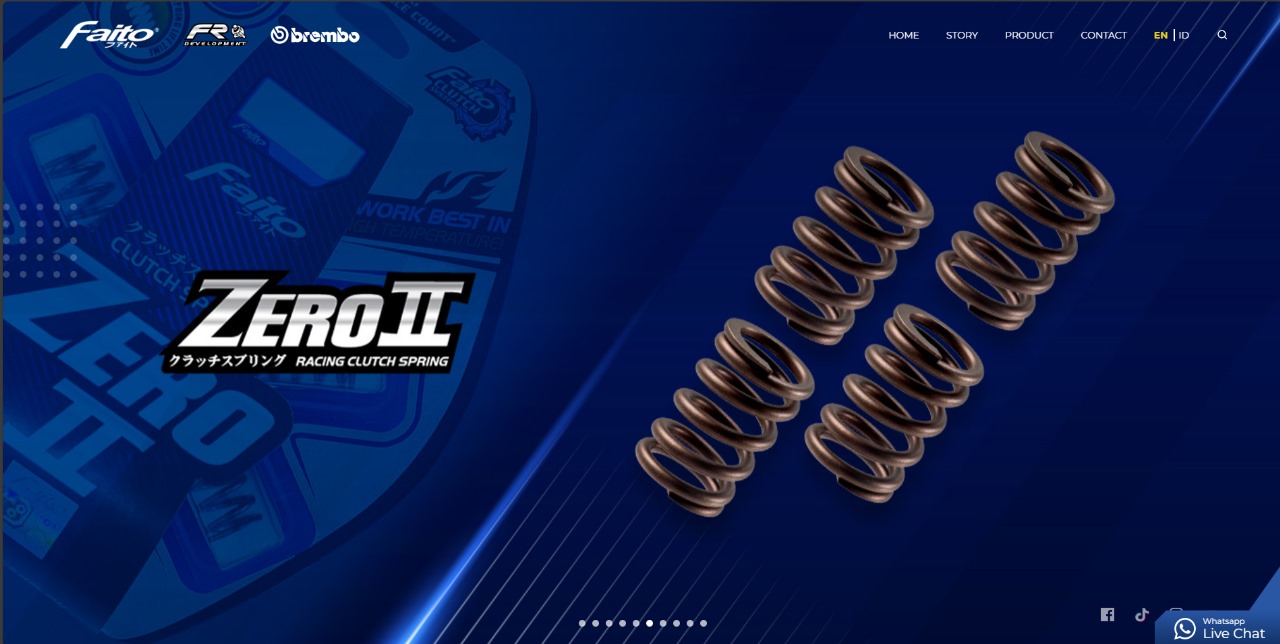 Faito
ファイト
FR
DEVELOPMENT
brembo
HOME
STORY
PRODUCT
CONTACT
EN | ID
Faito
CLUTCH
Faito
Faito
ファイト
WORK BEST IN
HIGH TEMPERATURE!
クラッチス
CLUTCH SP
ZERO
II
ZERO II
クラッチスプリング RACING CLUTCH SPRING
Whatsapp
Live Chat